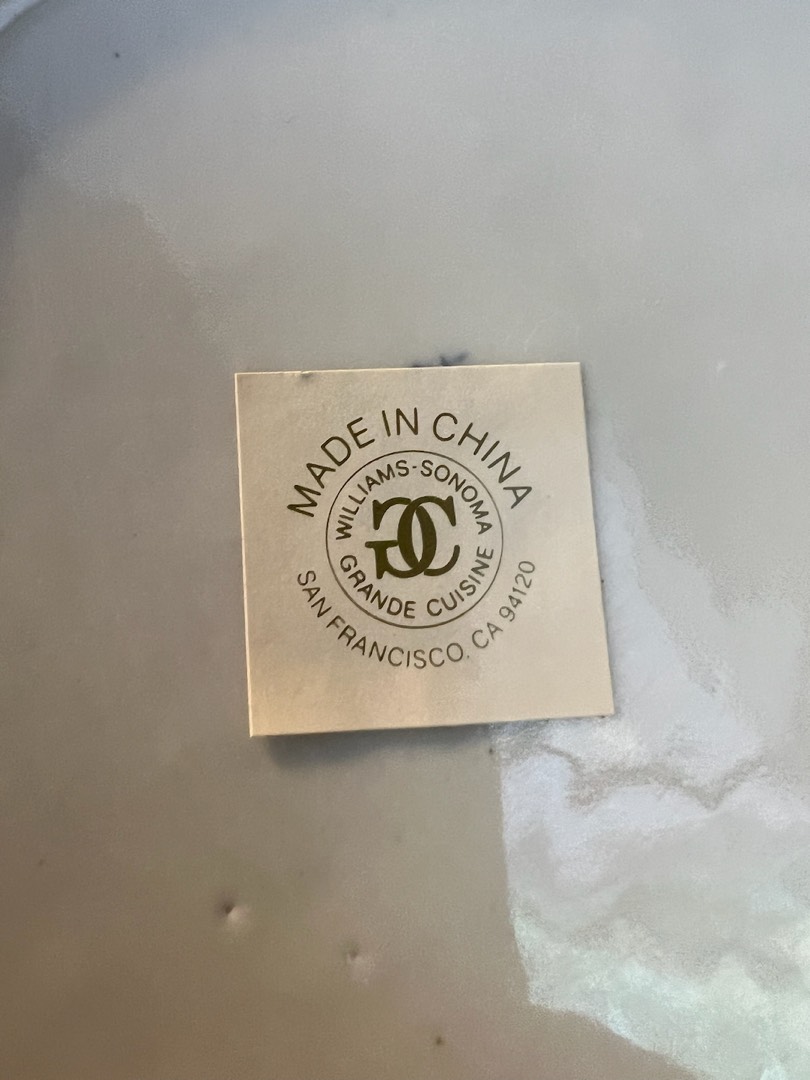 MADE IN CHINA
WILLIAMS-SONOMA
GC
GRANDE CUISINE
SAN FRANCISCO, CA 94120